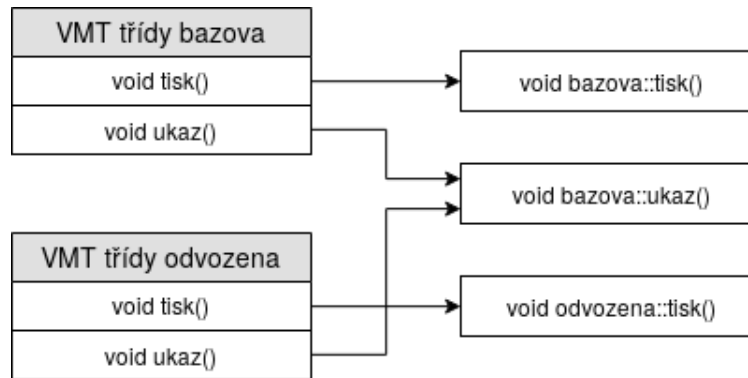 VMT třídy bazova
void tisk()
void ukaz()
void bazova::tisk()
void bazova::ukaz()
VMT třídy odvozena
void tisk()
void ukaz()
void odvozena::tisk()